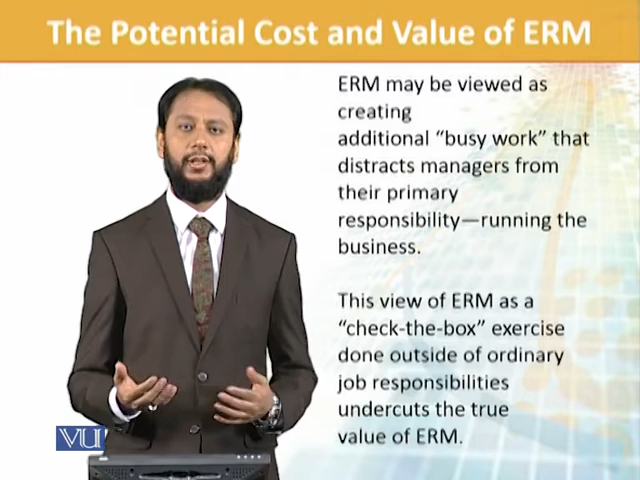 The Potential Cost and Value of ERM
ERM may be viewed as
creating
additional “busy work” that
distracts managers from
their primary
responsibility—running the
business.
This view of ERM as a
“check-the-box” exercise
done outside of ordinary
job responsibilities
undercuts the true
value of ERM.
VU